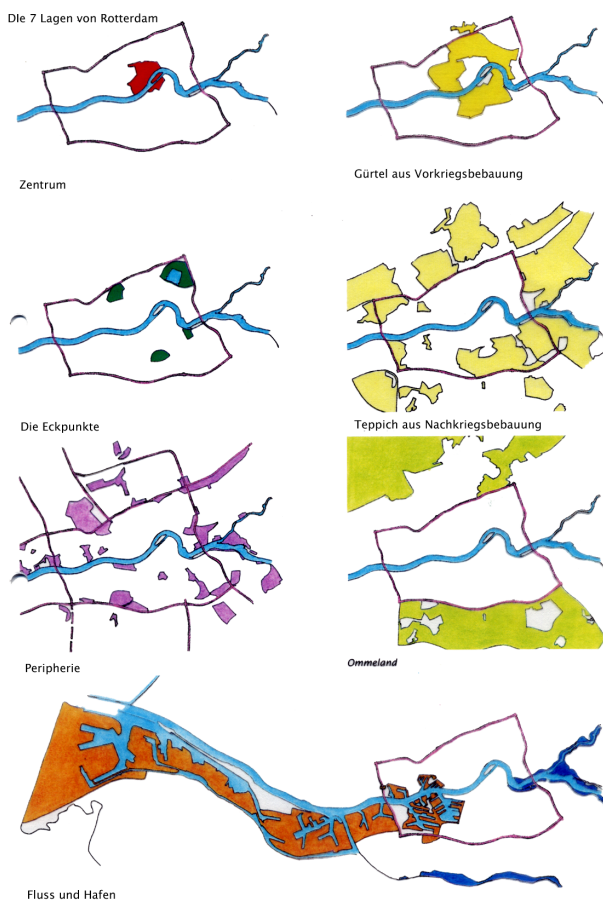 DIe 7 Lagen von Rotterdam
Zentrum
Gürtel aus Vorkriegsbebauung
Die Eckpunkte
Teppich aus Nachkriegsbebauung
Peripherie
Ommeland
Fluss und Hafen